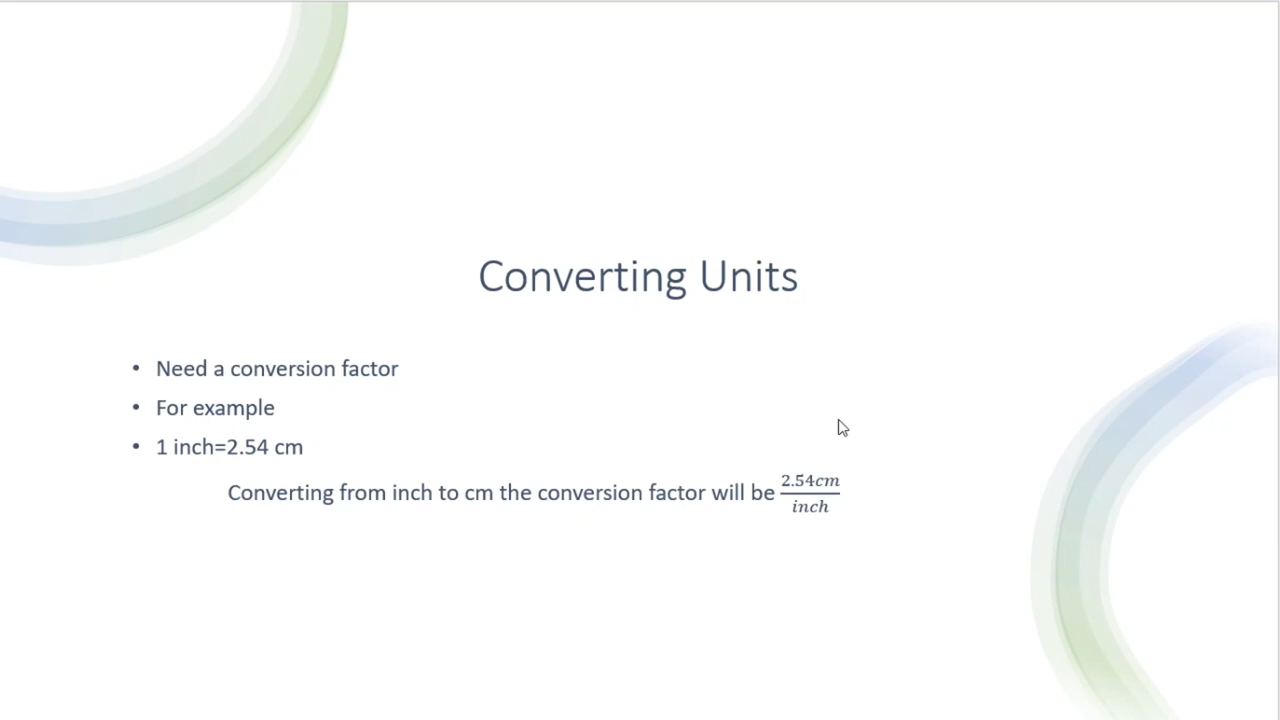 Converting Units
• Need a conversion factor
• For example
• 1 inch=2.54 cm
Converting from inch to cm the conversion factor will be 2.54cm/inch